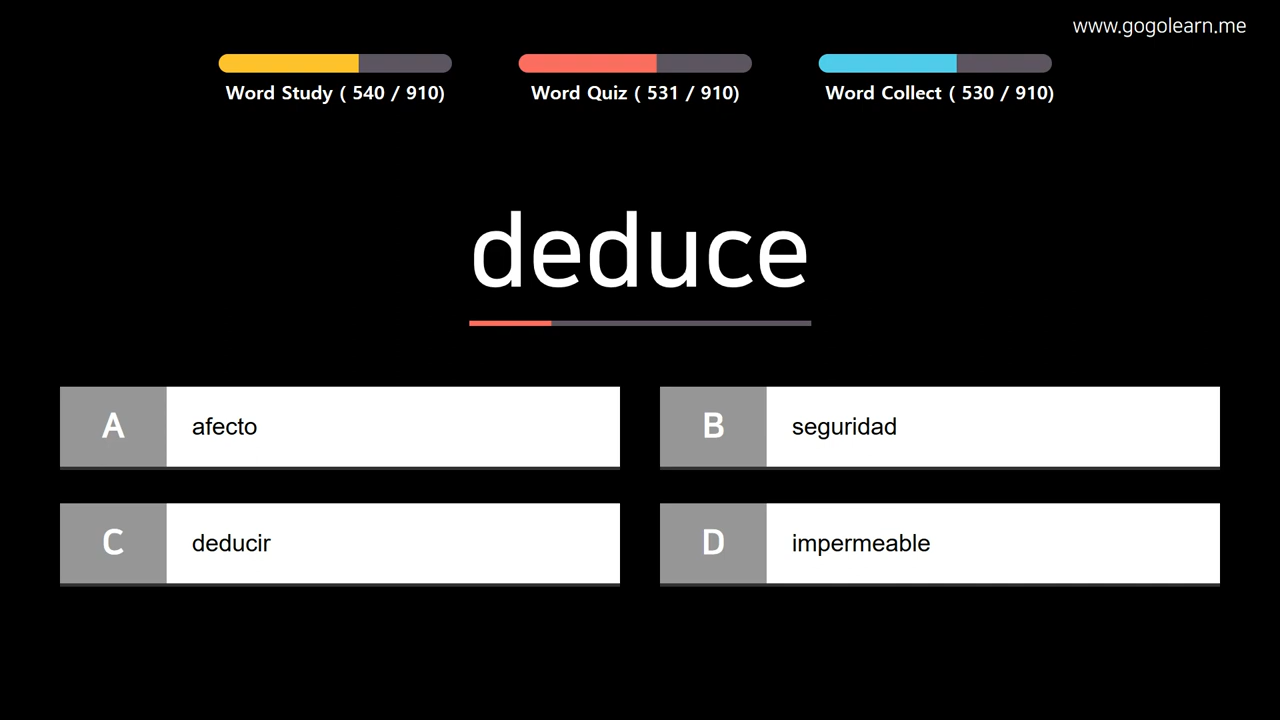 www.gogolearn.me
Word Study ( 540 / 910)
Word Quiz ( 531 / 910)
Word Collect ( 530 / 910)
deduce
A afecto
B seguridad
C deducir
D impermeable